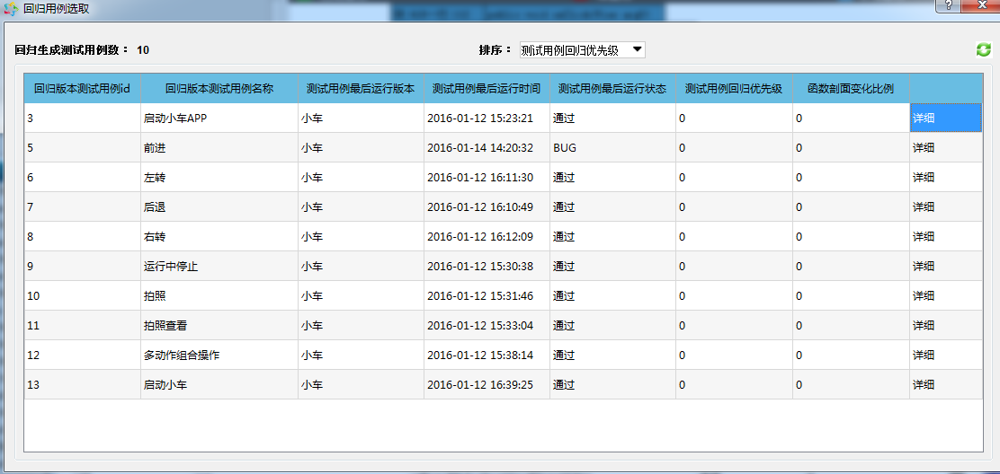 回归用例选取
回归生成测试用例数： 10 排序： 测试用例回归优先级
回归版本测试用例id 回归版本测试用例名称 测试用例最后运行版本 测试用例最后运行时间 测试用例最后运行状态 测试用例回归优先级 函数剖面变化比例
3 启动小车APP 小车 2016-01-12 15:23:21 通过 0 0 详细
5 前进 小车 2016-01-14 14:20:32 BUG 0 0 详细
6 左转 小车 2016-01-12 16:11:30 通过 0 0 详细
7 后退 小车 2016-01-12 16:10:49 通过 0 0 详细
8 右转 小车 2016-01-12 16:12:09 通过 0 0 详细
9 运行中停止 小车 2016-01-12 15:30:38 通过 0 0 详细
10 拍照 小车 2016-01-12 15:31:46 通过 0 0 详细
11 拍照查看 小车 2016-01-12 15:33:04 通过 0 0 详细
12 多动作组合操作 小车 2016-01-12 15:38:14 通过 0 0 详细
13 启动小车 小车 2016-01-12 16:39:25 通过 0 0 详细